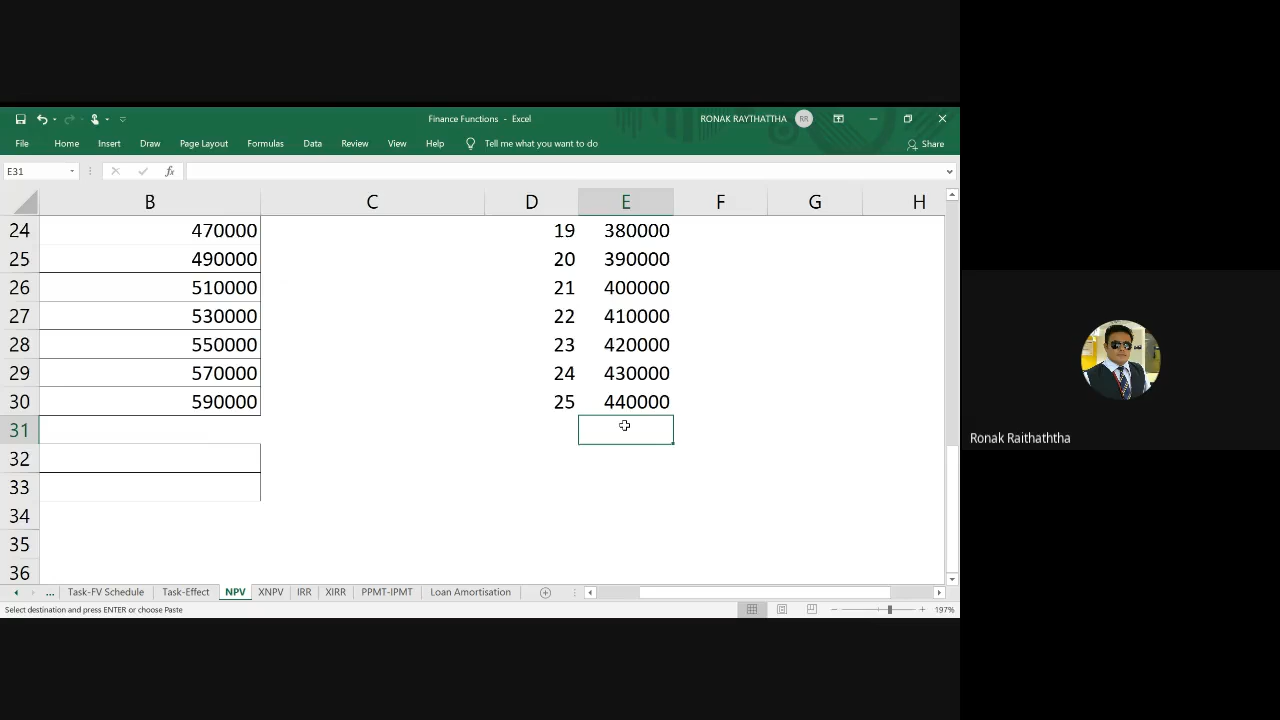 Finance Functions - Excel
RONAK RAYTHATTHA RR
File Home Insert Draw Page Layout Formulas Data Review View Help Tell me what you want to do Share
E31 fx
B C D E F G H
24 470000 19 380000
25 490000 20 390000
26 510000 21 400000
27 530000 22 410000
28 550000 23 420000
29 570000 24 430000
30 590000 25 440000
31
32
33
34
35
36
... Task-FV Schedule Task-Effect NPV XNPV IRR XIRR PPMT-IPMT Loan Amortisation
Select destination and press ENTER or choose Paste 197%
Ronak Raithaththa